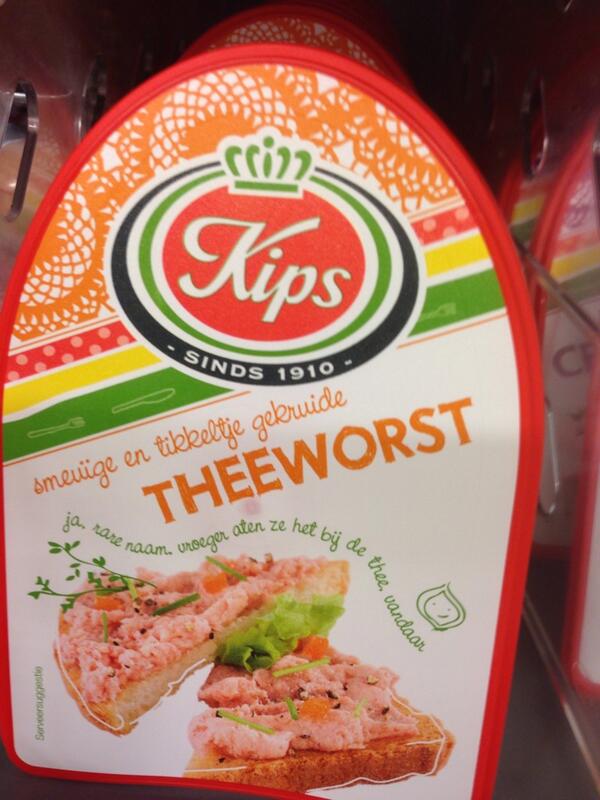 Kips
- SINDS 1910 -
smeuïge en tikkeltje gekruide
THEEWORST
ja, rare naam, vroeger aten ze het bij de thee, vandaar
Serveersuggestie